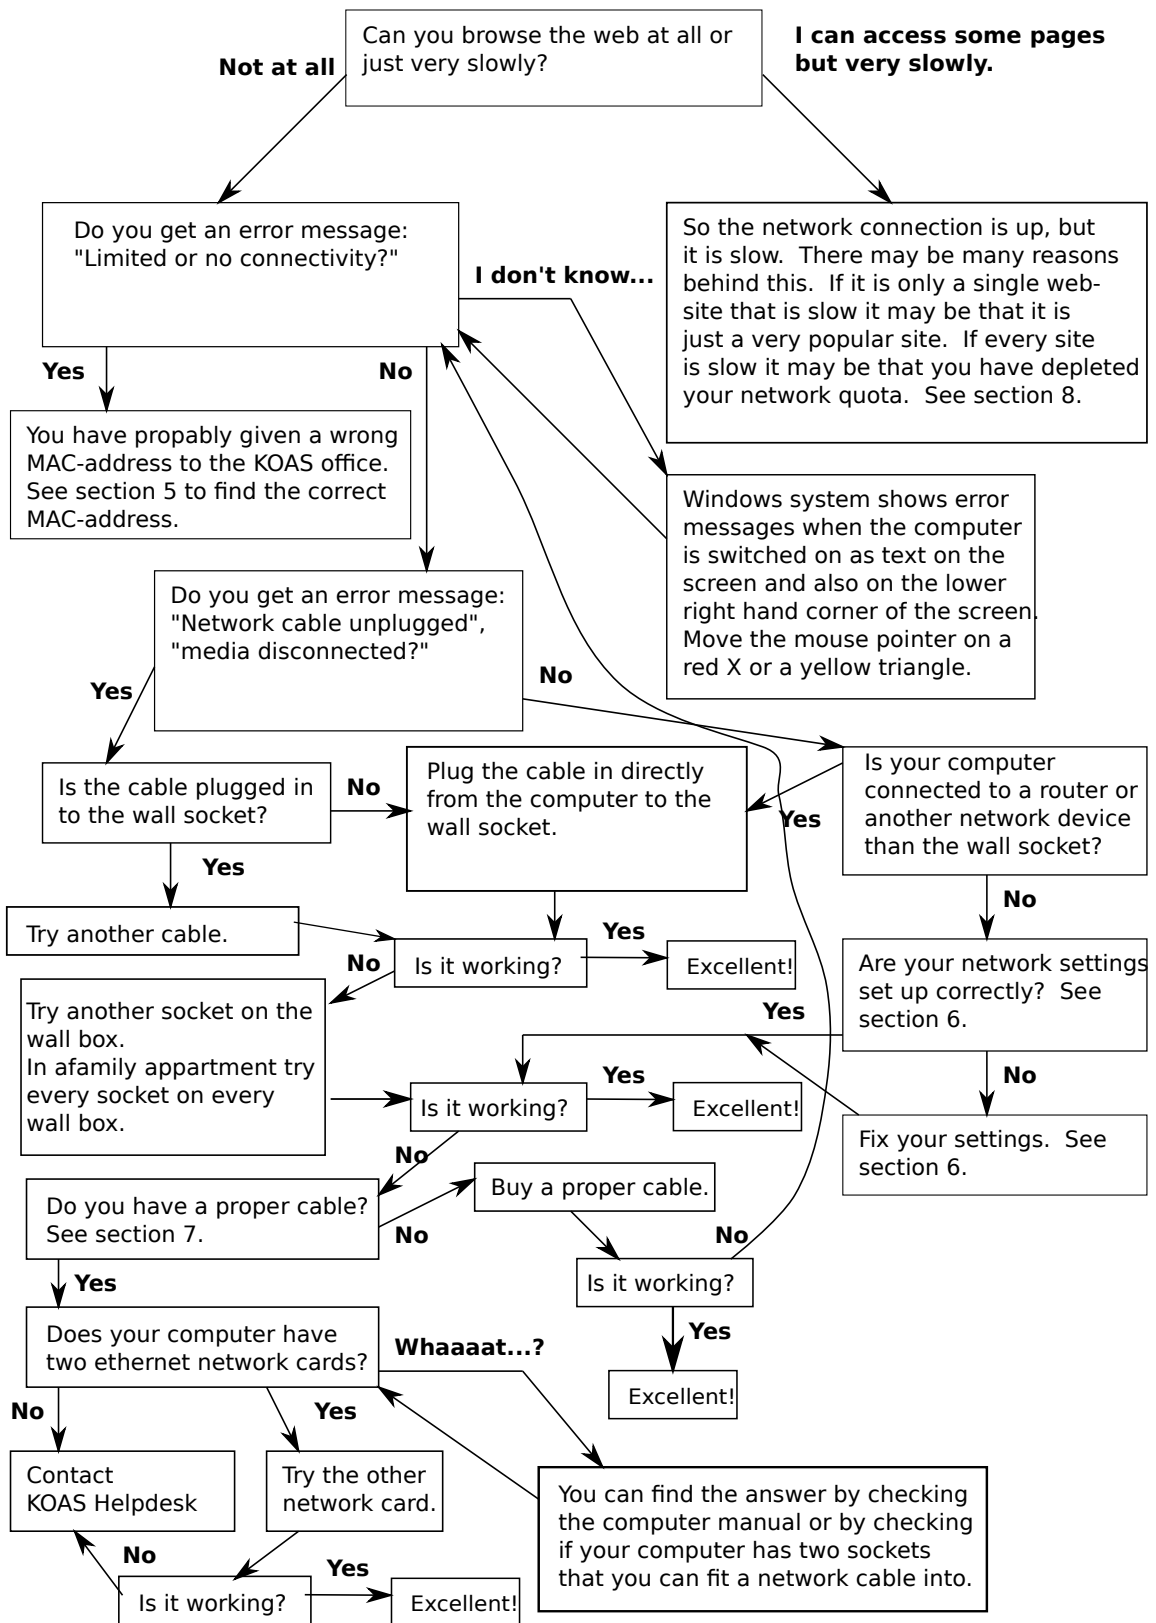 Can you browse the web at all or
just very slowly?
I can access some pages
but very slowly.
Not at all
Do you get an error message:
"Limited or no connectivity?"
I don't know...
So the network connection is up, but
it is slow.  There may be many reasons
behind this.  If it is only a single web-
site that is slow it may be that it is
just a very popular site.  If every site
is slow it may be that you have depleted
your network quota.  See section 8.
Yes
No
You have propably given a wrong
MAC-address to the KOAS office.
See section 5 to find the correct
MAC-address.
Windows system shows error
messages when the computer
is switched on as text on the
screen and also on the lower
right hand corner of the screen.
Move the mouse pointer on a
red X or a yellow triangle.
Do you get an error message:
"Network cable unplugged",
"media disconnected?"
Yes
No
Is the cable plugged in
to the wall socket?
No
Plug the cable in directly
from the computer to the
wall socket.
Yes
Is your computer
connected to a router or
another network device
than the wall socket?
Yes
No
Try another cable.
Is it working?
Yes
Excellent!
No
Are your network settings
set up correctly?  See
section 6.
Yes
No
Try another socket on the
wall box.
In afamily appartment try
every socket on every
wall box.
Is it working?
Yes
Excellent!
Fix your settings.  See
section 6.
No
Do you have a proper cable?
See section 7.
No
Buy a proper cable.
No
Is it working?
Yes
Excellent!
Yes
Does your computer have
two ethernet network cards?
Whaaaat...?
No
Yes
Contact
KOAS Helpdesk
Try the other
network card.
You can find the answer by checking
the computer manual or by checking
if your computer has two sockets
that you can fit a network cable into.
No
Is it working?
Yes
Excellent!